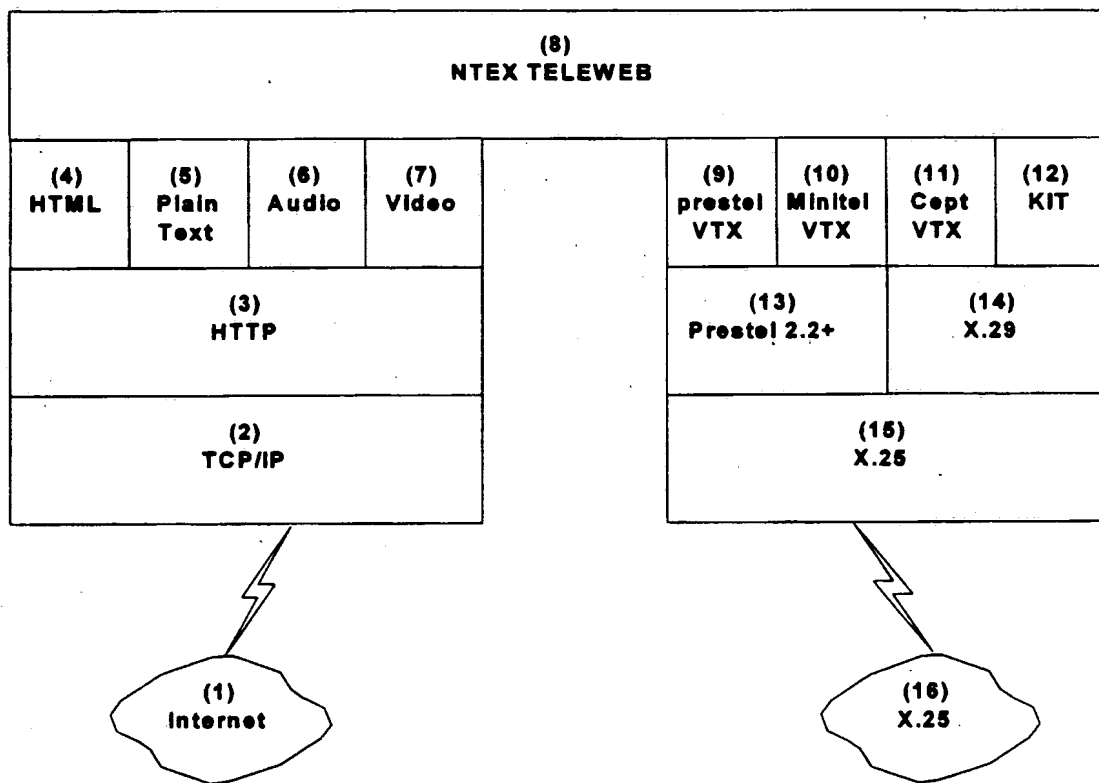 (8)
NTEX TELEWEB
(4)
HTML
(5)
Plain
Text
(6)
Audio
(7)
Video
(9)
prestel
VTX
(10)
Minitel
VTX
(11)
Cept
VTX
(12)
KIT
(3)
HTTP
(13)
Prestel 2.2+
(14)
X.29
(2)
TCP/IP
(15)
X.25
(1)
Internet
(16)
X.25